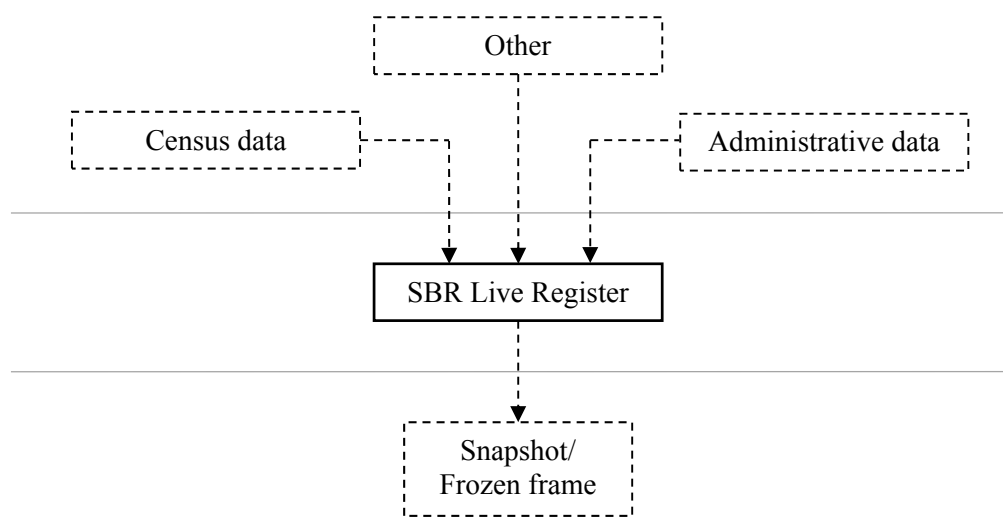 Other
Census data
Administrative data
SBR Live Register
Snapshot/
Frozen frame